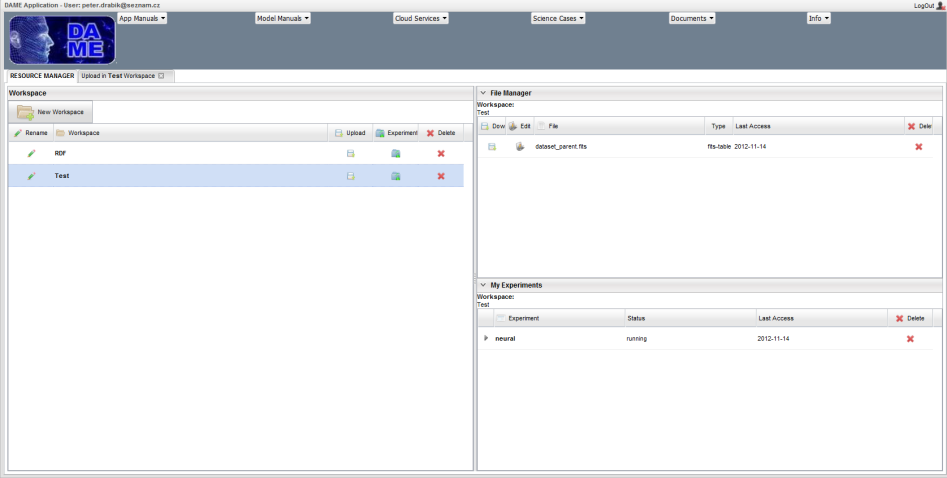 DAME Application - User: peter.drabik@seznam.cz LogOut
App Manuals Model Manuals Cloud Services Science Cases Documents Info
DA
ME
RESOURCE MANAGER Upload in Test Workspace
Workspace
New Workspace
Rename Workspace Upload Experiment Delete
RDF
Test
File Manager
Workspace:
Test
Dow Edit File Type Last Access Dele
dataset_parent.fits fits-table 2012-11-14
My Experiments
Workspace:
Test
Experiment Status Last Access Delete
neural running 2012-11-14